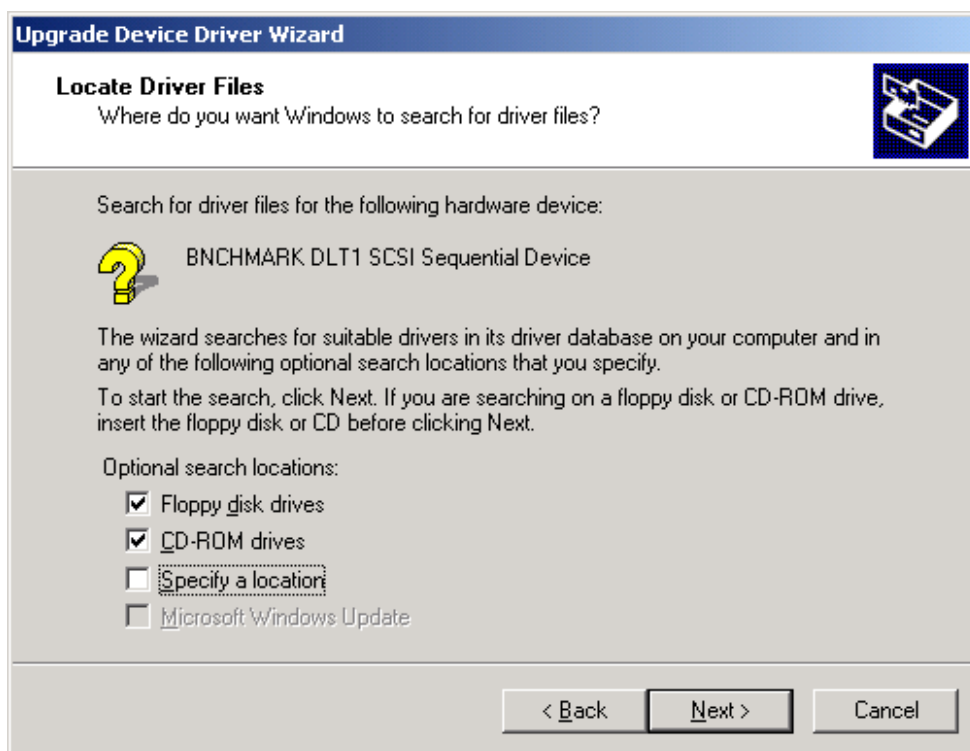 Upgrade Device Driver Wizard
Locate Driver Files
Where do you want Windows to search for driver files?
Search for driver files for the following hardware device:
BNCHMARK DLT1 SCSI Sequential Device
The wizard searches for suitable drivers in its driver database on your computer and in
any of the following optional search locations that you specify.
To start the search, click Next. If you are searching on a floppy disk or CD-ROM drive,
insert the floppy disk or CD before clicking Next.
Optional search locations:
Floppy disk drives
CD-ROM drives
Specify a location
Microsoft Windows Update
< Back
Next >
Cancel